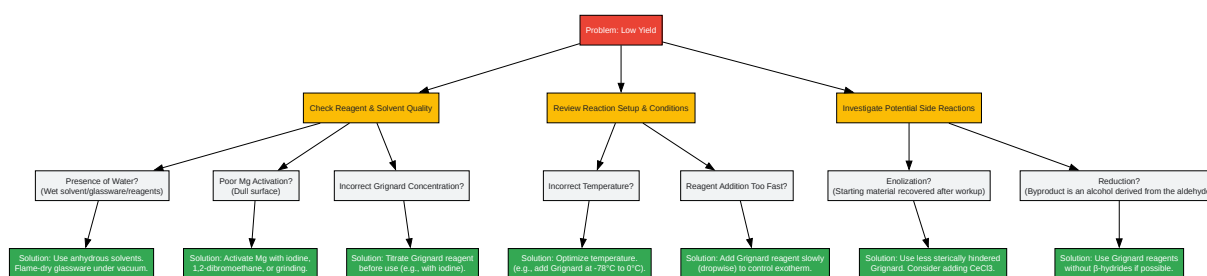 Problem: Low Yield
Check Reagent & Solvent Quality
Review Reaction Setup & Conditions
Investigate Potential Side Reactions
Presence of Water?
(Wet solvent/glassware/reagents)
Poor Mg Activation?
(Dull surface)
Incorrect Grignard Concentration?
Incorrect Temperature?
Reagent Addition Too Fast?
Enolization?
(Starting material recovered after workup)
Reduction?
(Byproduct is an alcohol derived from the aldehyde
Solution: Use anhydrous solvents.
Flame-dry glassware under vacuum.
Solution: Activate Mg with iodine,
1,2-dibromoethane, or grinding.
Solution: Titrate Grignard reagent
before use (e.g., with iodine).
Solution: Optimize temperature.
(e.g., add Grignard at -78°C to 0°C).
Solution: Add Grignard reagent slowly
(dropwise) to control exotherm.
Solution: Use less sterically hindered
Grignard. Consider adding CeCl3.
Solution: Use Grignard reagents
without β-hydrides if possible.